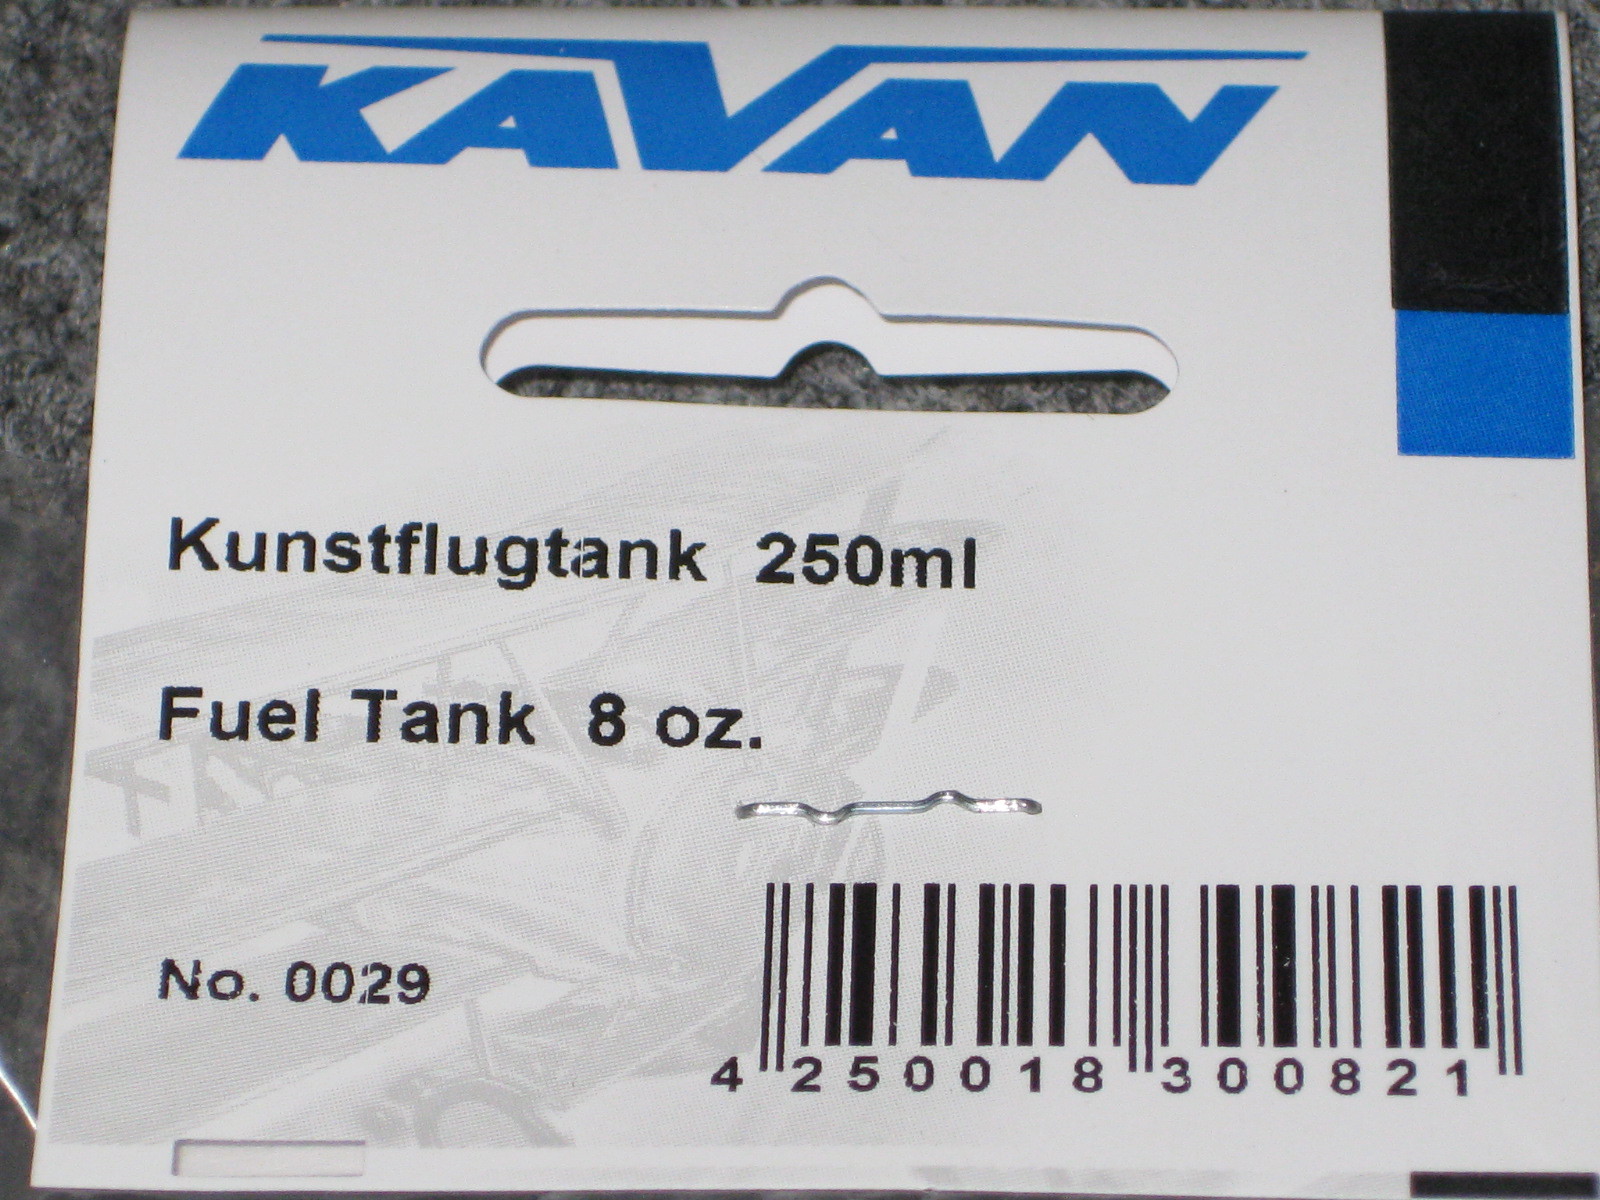 KAVAN
Kunstflugtank 250ml
Fuel Tank 8 oz.
No. 0029
4 250018 300821